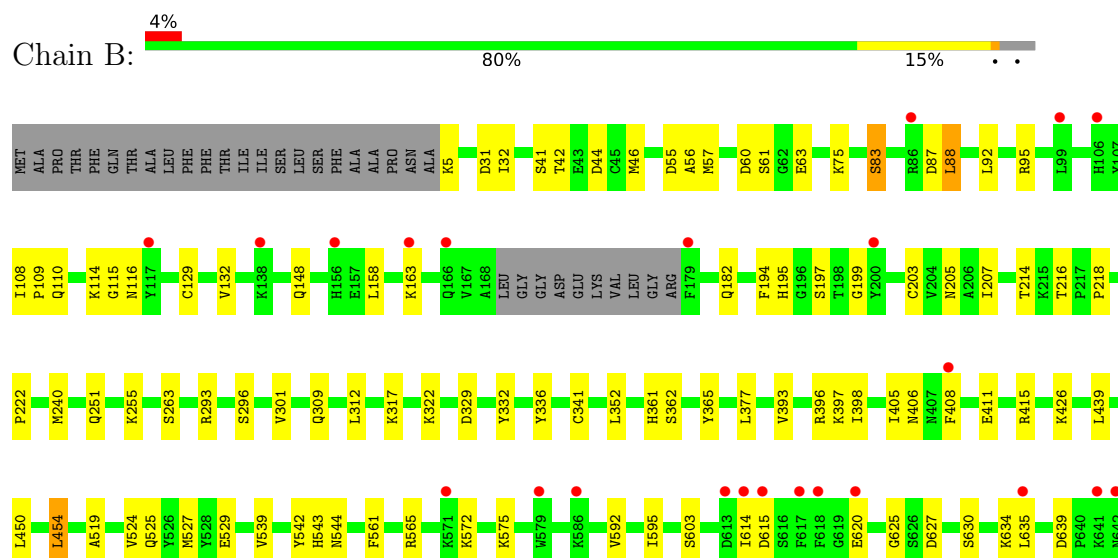 4%
Chain B:
80% 15% • •
MET ALA PRO THR PHE GLN THR ALA LEU PHE PHE THR ILE ILE SER LEU SER PHE ALA ALA PRO ASN ALA K5 D31 I32 S41 T42 E43 D44 C45 M46 D55 A56 M57 D60 S61 G62 E63 K75 S83 R86 D87 L88 L92 R95 L99 H106
I108 P109 Q110 K114 G115 N116 Y117 C129 V132 K138 Q148 H156 E157 L158 K163 Q166 V167 A168 LEU GLY GLY ASP GLU LYS VAL LEU GLY ARG F179 Q182 F194 H195 G196 S197 T198 G199 Y200 C203 V204 N205 A206 I207 T214 K215 T216 P217 P218
P222 M240 Q251 K255 S263 R293 S296 V301 Q309 L312 K317 K322 D329 Y332 Y336 C341 L352 H361 S362 Y365 L377 V393 R396 K397 I398 I405 N406 N407 F408 E411 R415 K426 L439
L450 L454 A519 V524 Q525 Y526 M527 Y528 E529 V539 Y542 H543 N544 F561 R565 K571 K572 K575 W579 K586 V592 I595 S603 D613 I614 D615 S616 F617 F618 G619 E620 G625 S626 D627 S630 K634 L635 D639 P640 K641